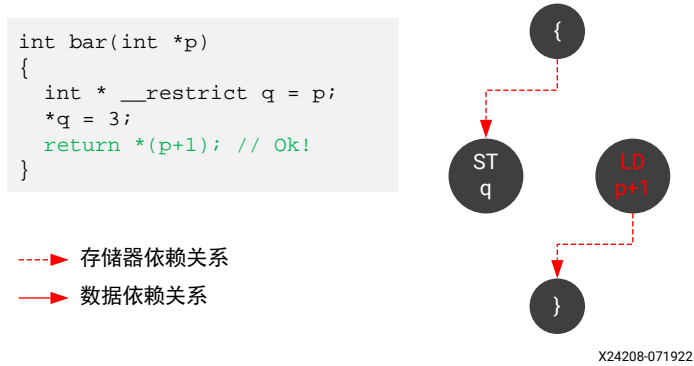 int bar(int *p)
{
  int * __restrict q = p;
  *q = 3;
  return *(p+1); // Ok!
}
{
ST
q
LD
p+1
}
存储器依赖关系
数据依赖关系
X24208-071922